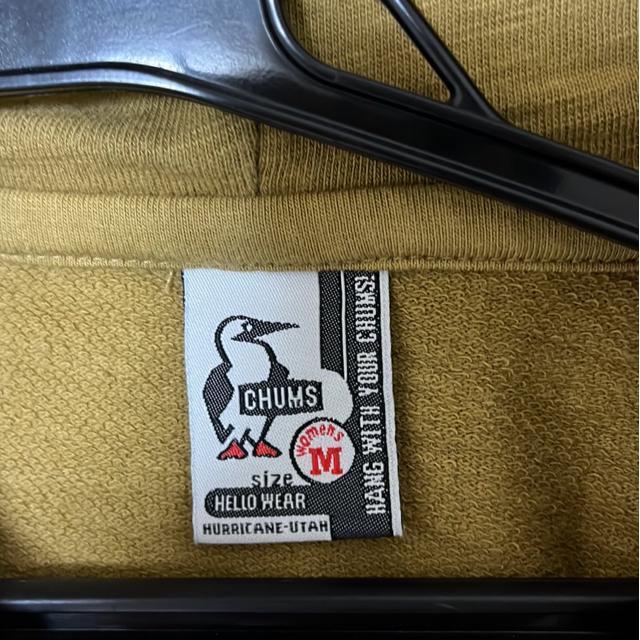 CHUMS
women's
M
size
HELLO WEAR
HURRICANE-UTAH
HANG WITH YOUR CHUMS!